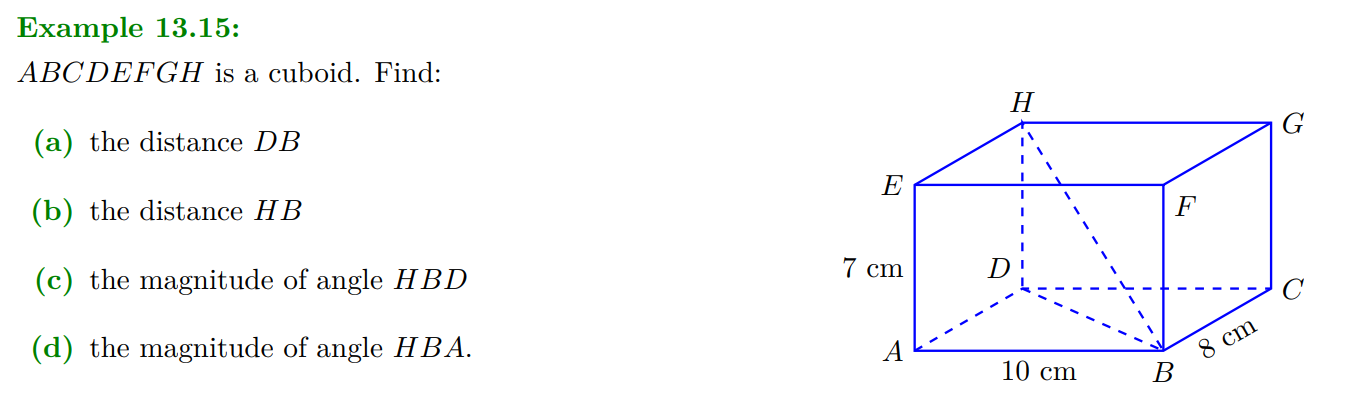 Example 13.15:
ABCDEFGH is a cuboid. Find:
(a) the distance DB
(b) the distance HB
(c) the magnitude of angle HBD
(d) the magnitude of angle HBA.
H
G
E
F
7 cm
D
C
8 cm
A
10 cm
B